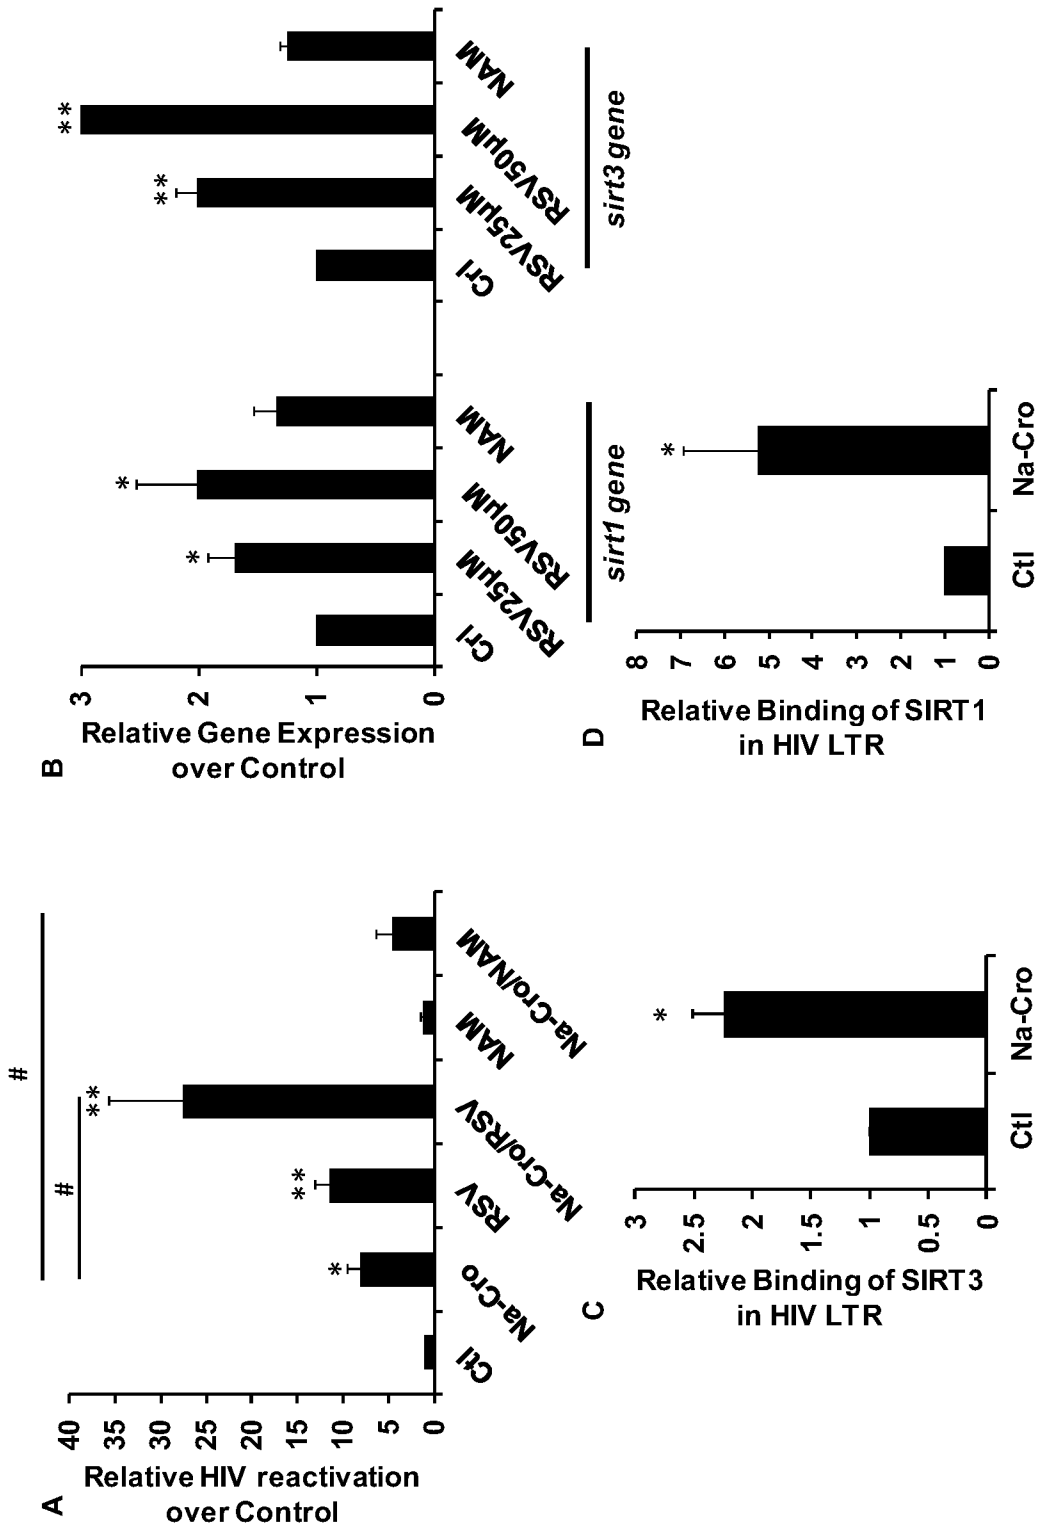 A
Relative HIV reactivation
over Control
40
35
30
25
20
15
10
5
0
#
#
*
**
**
Ctl
Na-Cro
RSV
Na-Cro/RSV
NAM
Na-Cro/NAM
B
Relative Gene Expression
over Control
3
2
1
0
*
*
**
**
Crl
RSV25µM
RSV50µM
NAM
Crl
RSV25µM
RSV50µM
NAM
sirt1 gene
sirt3 gene
C
Relative Binding of SIRT3
in HIV LTR
3
2.5
2
1.5
1
0.5
0
*
Ctl
Na-Cro
D
Relative Binding of SIRT1
in HIV LTR
8
7
6
5
4
3
2
1
0
*
Ctl
Na-Cro